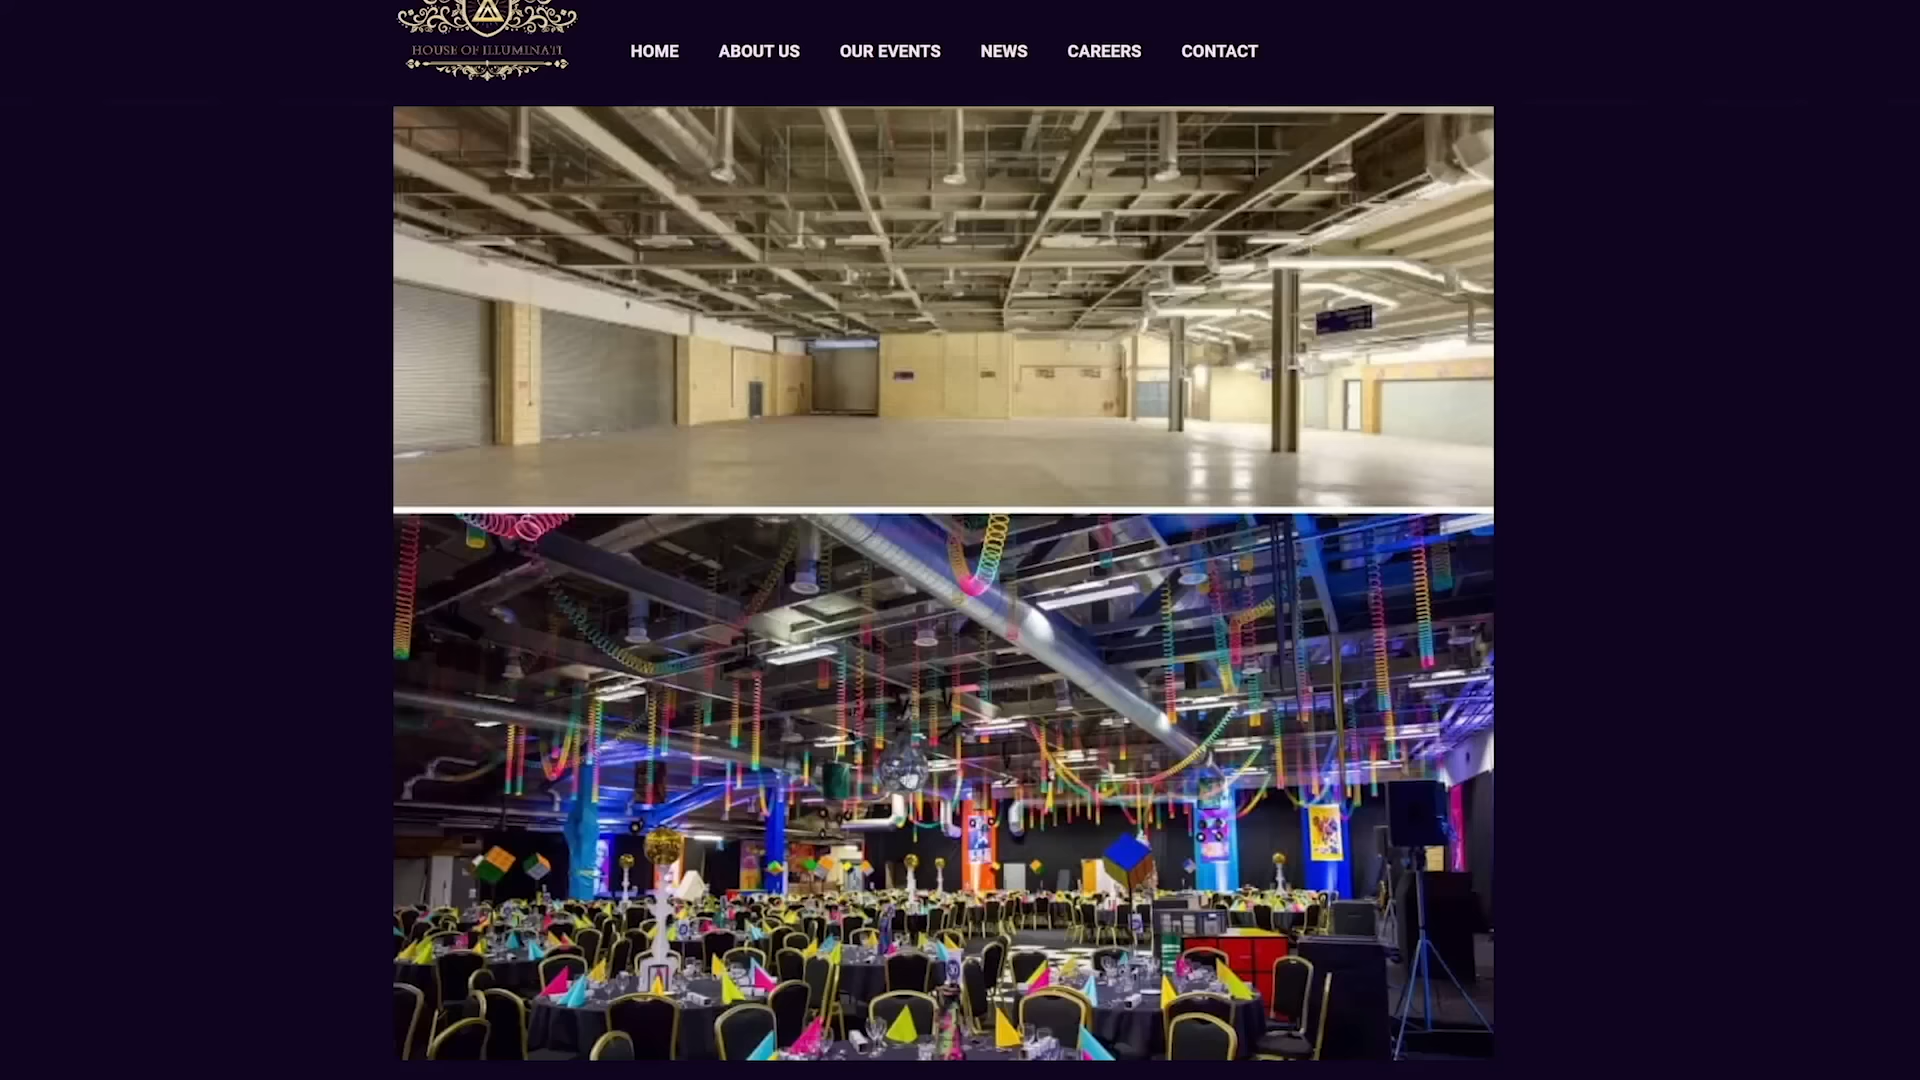 HOUSE OF ILLUMINATI
HOME ABOUT US OUR EVENTS NEWS CAREERS CONTACT